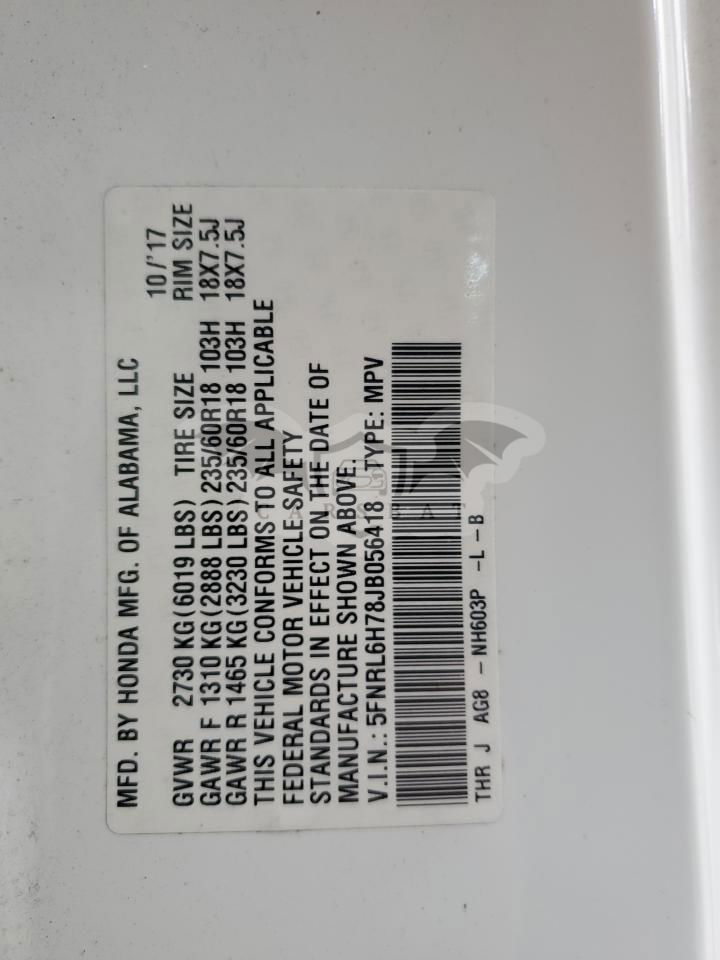 MFD. BY HONDA MFG. OF ALABAMA, LLC 10/'17
GVWR 2730 KG(6019 LBS) TIRE SIZE RIM SIZE
GAWR F 1310 KG(2888 LBS)235/60R18 103H 18X7.5J
GAWR R 1465 KG(3230 LBS)235/60R18 103H 18X7.5J
THIS VEHICLE CONFORMS TO ALL APPLICABLE
FEDERAL MOTOR VEHICLE SAFETY
STANDARDS IN EFFECT ON THE DATE OF
MANUFACTURE SHOWN ABOVE.
V.I.N.: 5FNRL6H78JB056418 TYPE: MPV
THR J AG8 - NH603P -L-B
CARSBAT